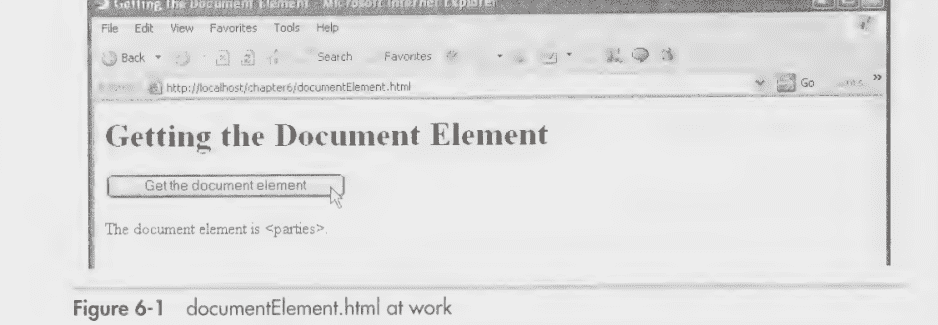 Getting the Document Element - Microsoft Internet Explorer
File Edit View Favorites Tools Help
Back Search Favorites
http://localhost/chapter6/documentElement.html Go »
Getting the Document Element
Get the document element
The document element is <parties>.
Figure 6-1 documentElement.html at work